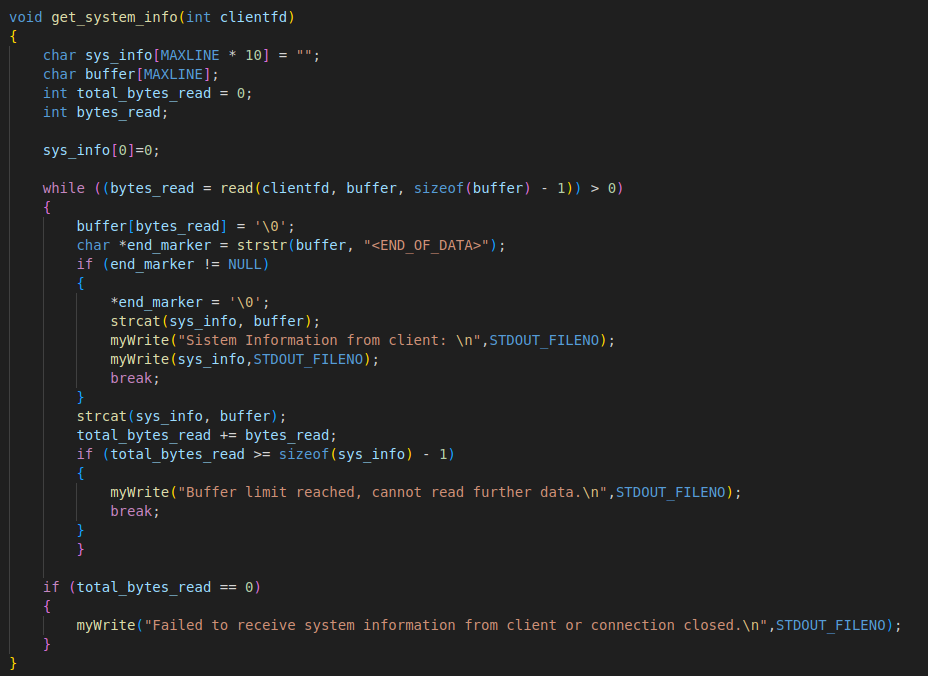 void get_system_info(int clientfd)
{
    char sys_info[MAXLINE * 10] = "";
    char buffer[MAXLINE];
    int total_bytes_read = 0;
    int bytes_read;

    sys_info[0]=0;

    while ((bytes_read = read(clientfd, buffer, sizeof(buffer) - 1)) > 0)
    {
        buffer[bytes_read] = '\0';
        char *end_marker = strstr(buffer, "<END_OF_DATA>");
        if (end_marker != NULL)
        {
            *end_marker = '\0';
            strcat(sys_info, buffer);
            myWrite("Sistem Information from client: \n",STDOUT_FILENO);
            myWrite(sys_info,STDOUT_FILENO);
            break;
        }
        strcat(sys_info, buffer);
        total_bytes_read += bytes_read;
        if (total_bytes_read >= sizeof(sys_info) - 1)
        {
            myWrite("Buffer limit reached, cannot read further data.\n",STDOUT_FILENO);
            break;
        }
        }

    if (total_bytes_read == 0)
    {
        myWrite("Failed to receive system information from client or connection closed.\n",STDOUT_FILENO);
    }
}